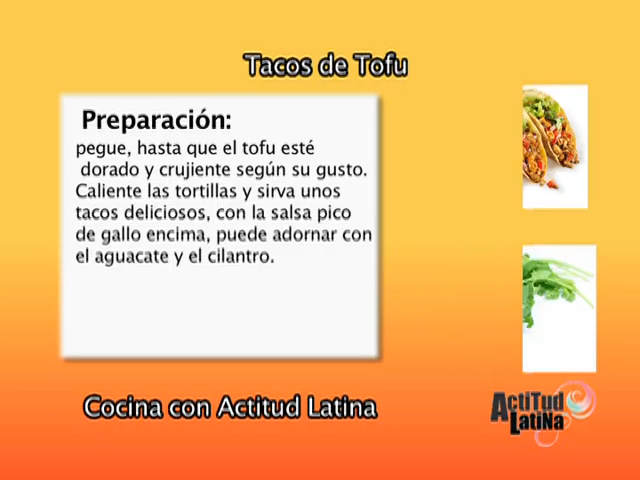 Tacos de Tofu
Preparación:
pegue, hasta que el tofu esté
dorado y crujiente según su gusto.
Caliente las tortillas y sirva unos
tacos deliciosos, con la salsa pico
de gallo encima, puede adornar con
el aguacate y el cilantro.
Cocina con Actitud Latina
ActiTud
LatiNa